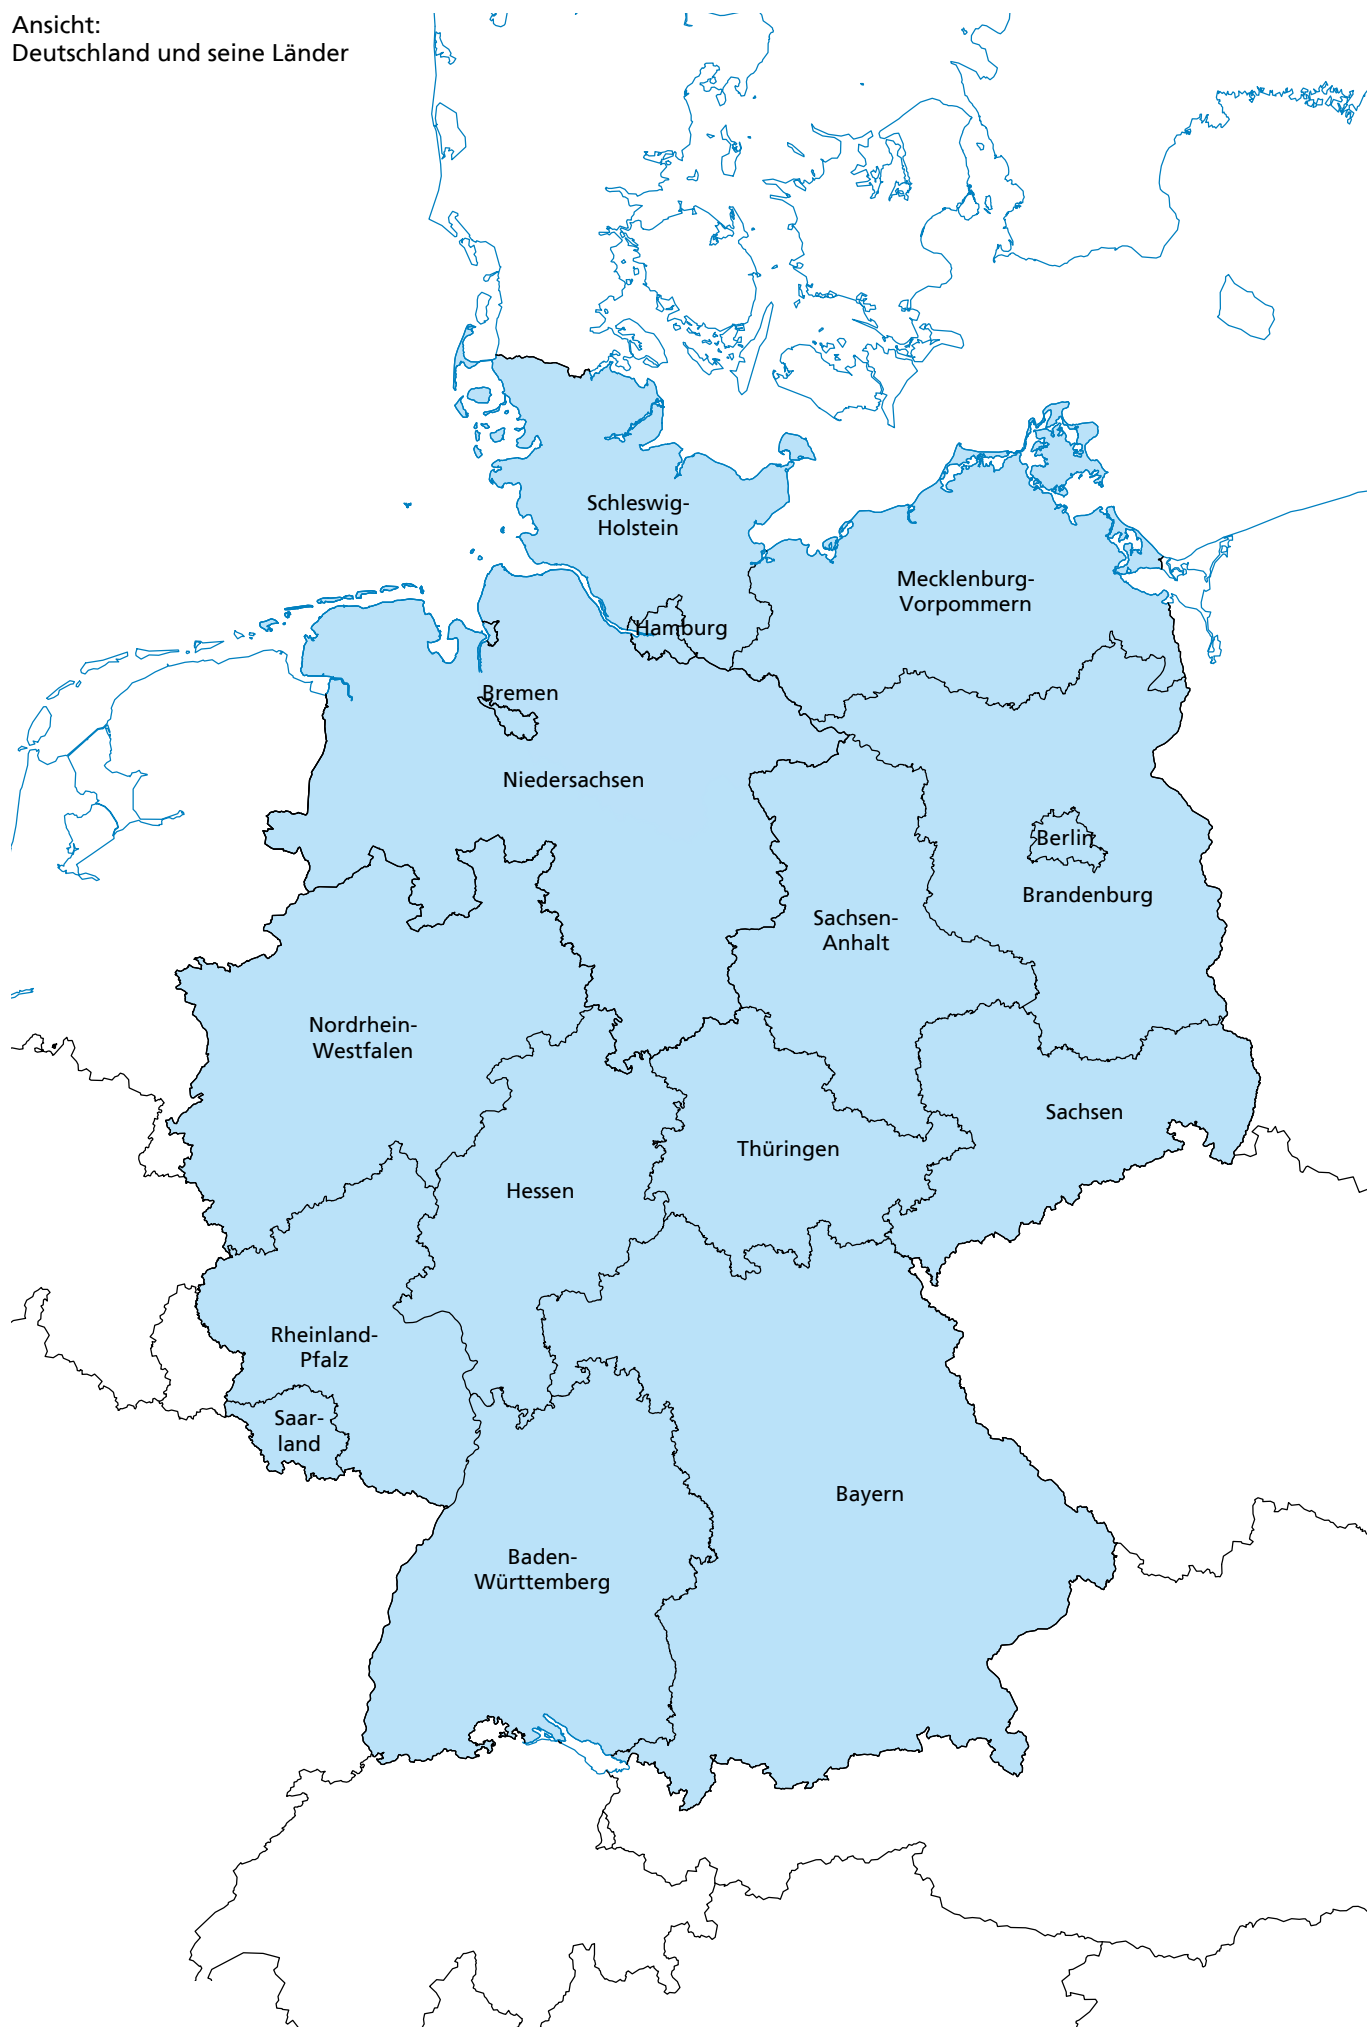 Ansicht:
Deutschland und seine Länder
Schleswig-
Holstein
Mecklenburg-
Vorpommern
Hamburg
Bremen
Niedersachsen
Berlin
Brandenburg
Sachsen-
Anhalt
Nordrhein-
Westfalen
Sachsen
Thüringen
Hessen
Rheinland-
Pfalz
Saar-
land
Bayern
Baden-
Württemberg